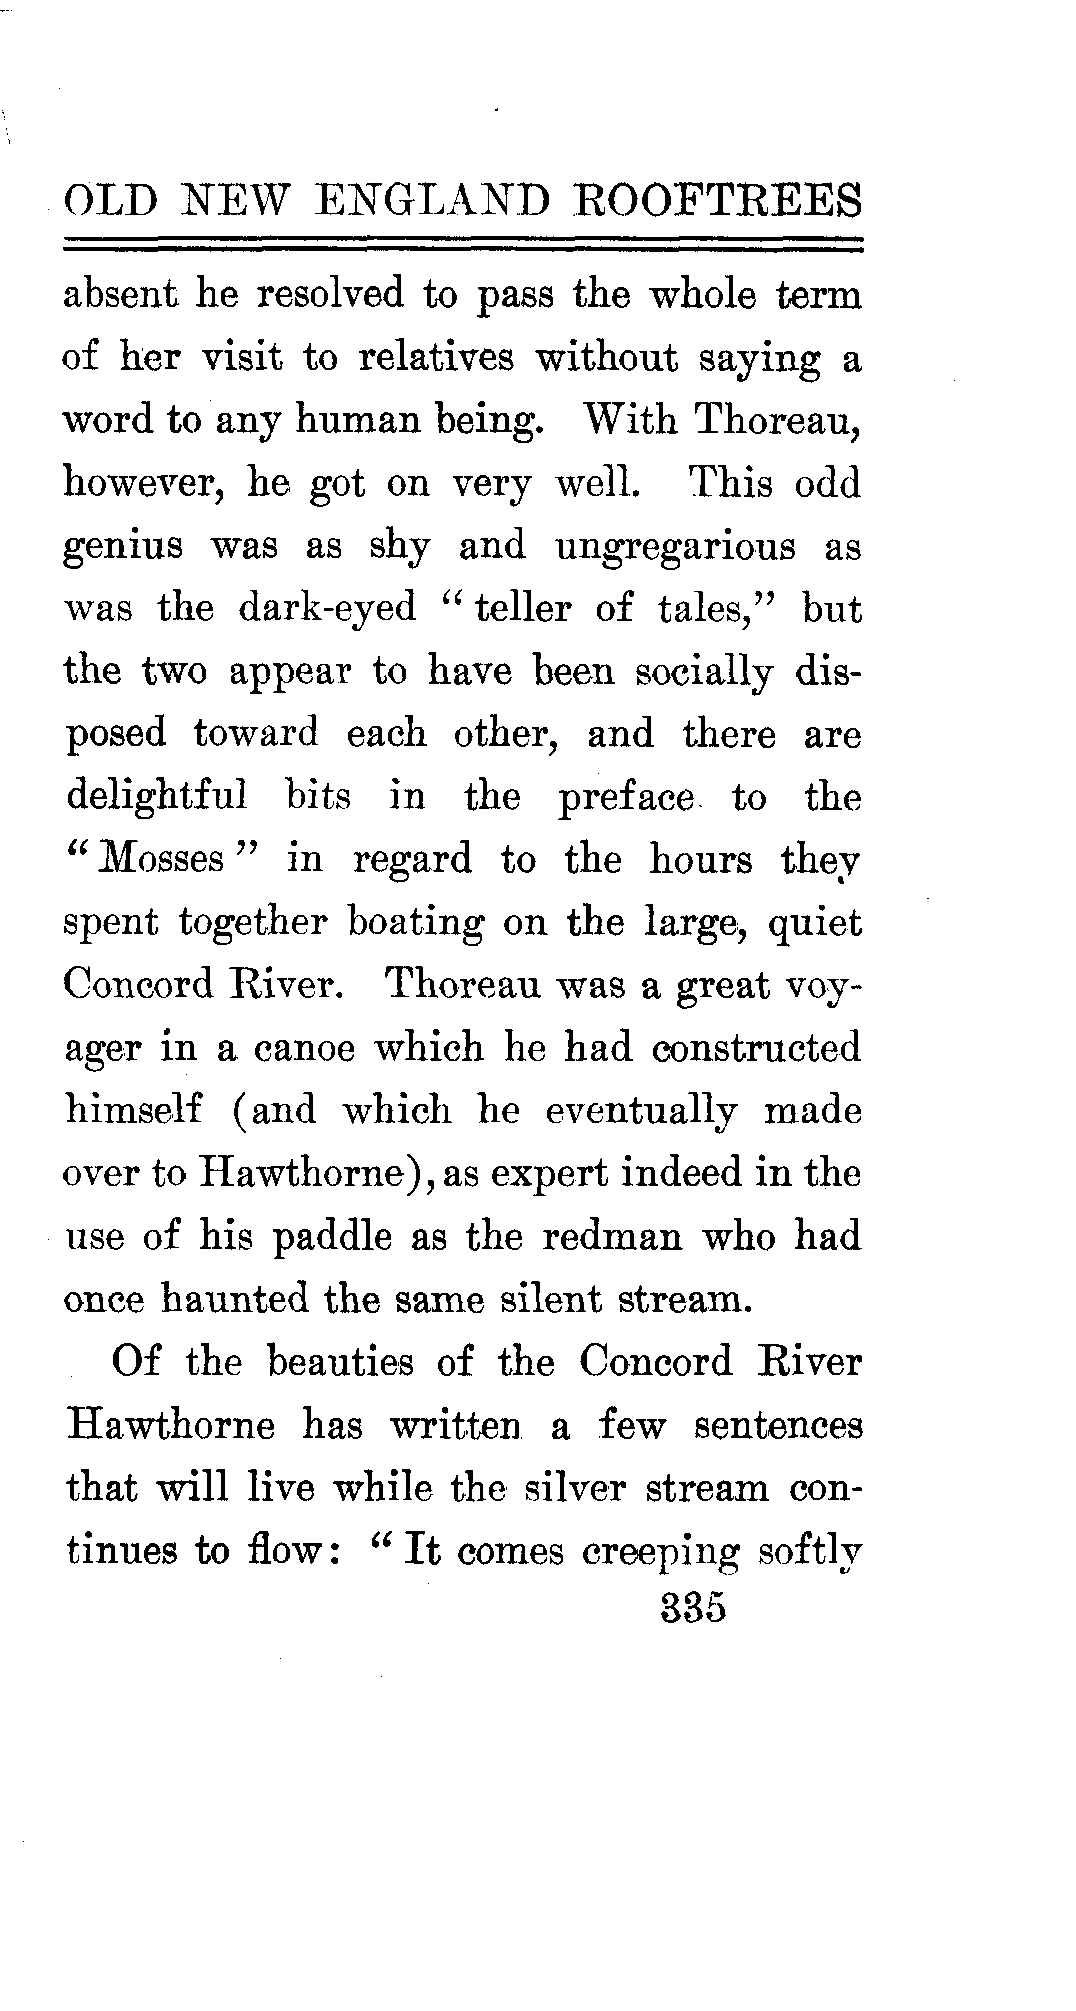 OLD NEW ENGLAND ROOFTREES
absent he resolved to pass the whole term
of her visit to relatives without saying a
word to any human being. With Thoreau,
however, he got on very well. This odd
genius was as shy and ungregarious as
was the dark-eyed “ teller of tales,” but
the two appear to have been socially dis-
posed toward each other, and there are
delightful bits in the preface to the
“ Mosses ” in regard to the hours they
spent together boating on the large, quiet
Concord River. Thoreau was a great voy-
ager in a canoe which he had constructed
himself (and which he eventually made
over to Hawthorne), as expert indeed in the
use of his paddle as the redman who had
once haunted the same silent stream.
Of the beauties of the Concord River
Hawthorne has written a few sentences
that will live while the silver stream con-
tinues to flow: “ It comes creeping softly
335